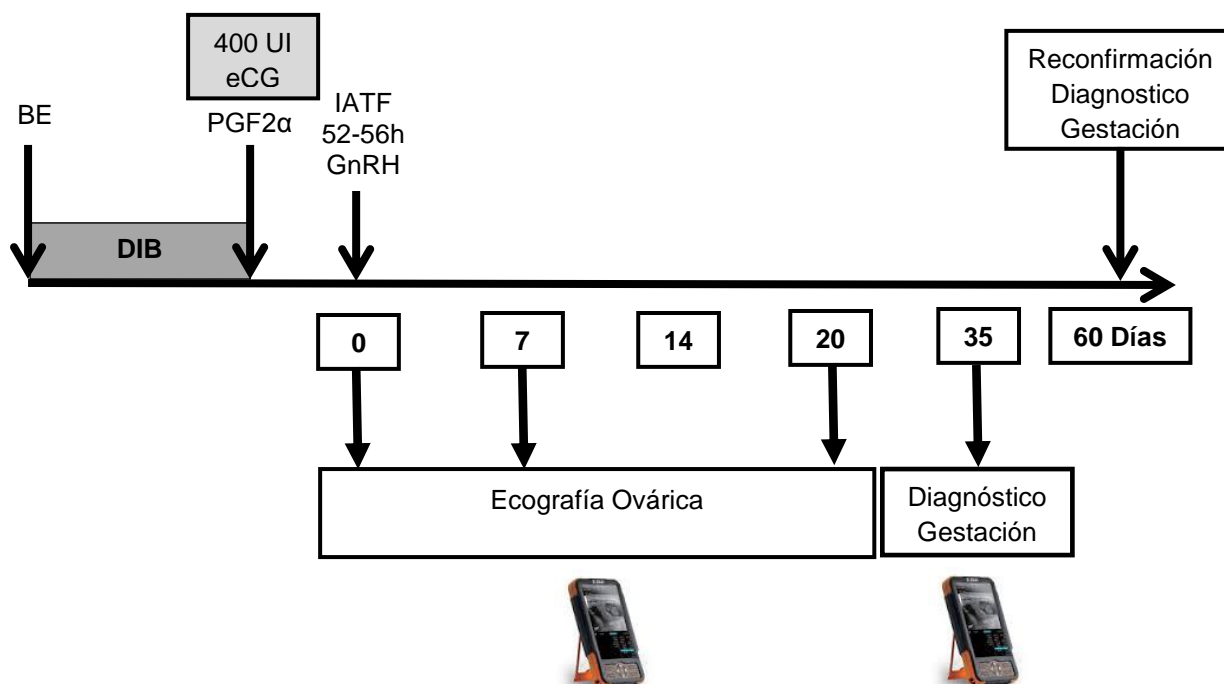 400 UI
eCG
BE
PGF2α
IATF
52-56h
GnRH
Reconfirmación
Diagnostico
Gestación
DIB
0
7
14
20
35
60 Días
Ecografía Ovárica
Diagnóstico
Gestación